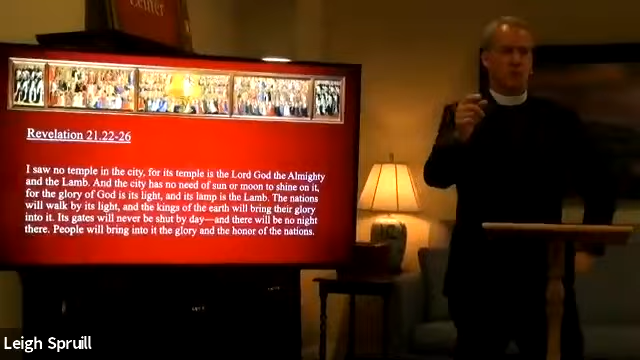 Leiner
Revelation 21.22-26
I saw no temple in the city, for its temple is the Lord God the Almighty
and the Lamb. And the city has no need of sun or moon to shine on it,
for the glory of God is its light, and its lamp is the Lamb. The nations
will walk by its light, and the kings of the earth will bring their glory
into it. Its gates will never be shut by day—and there will be no night
there. People will bring into it the glory and the honor of the nations.
Leigh Spruill